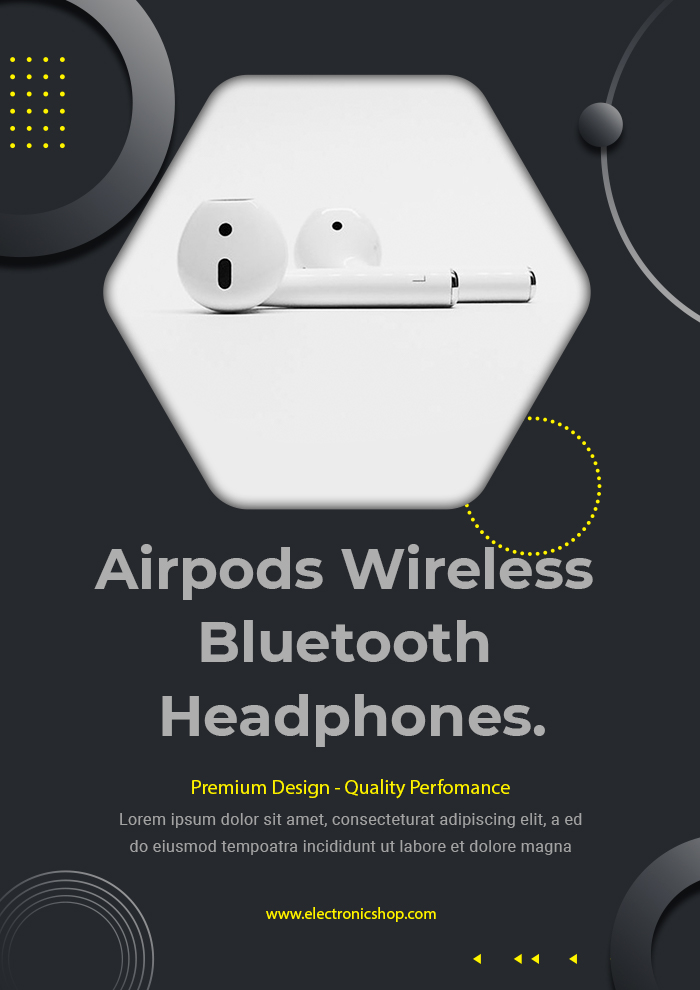 Airpods Wireless
Bluetooth
Headphones.
Premium Design - Quality Perfomance
Lorem ipsum dolor sit amet, consecteturat adipiscing elit, a ed
do eiusmod tempoatra incididunt ut labore et dolore magna
www.electronicshop.com